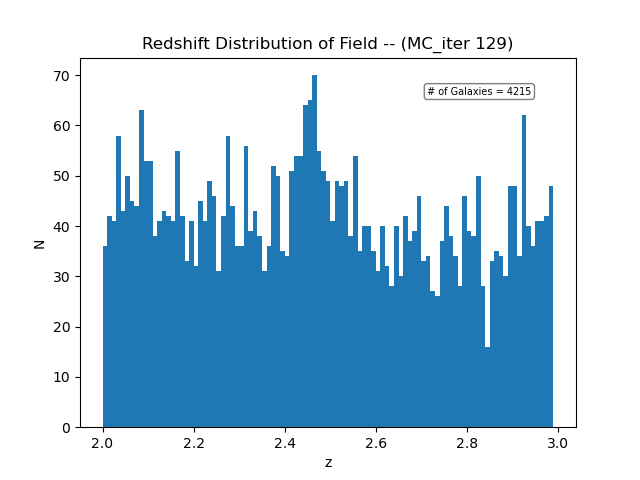 Redshift Distribution of Field -- (MC_iter 129)
# of Galaxies = 4215
70
60
50
40
30
20
10
0
N
2.0 2.2 2.4 2.6 2.8 3.0
z